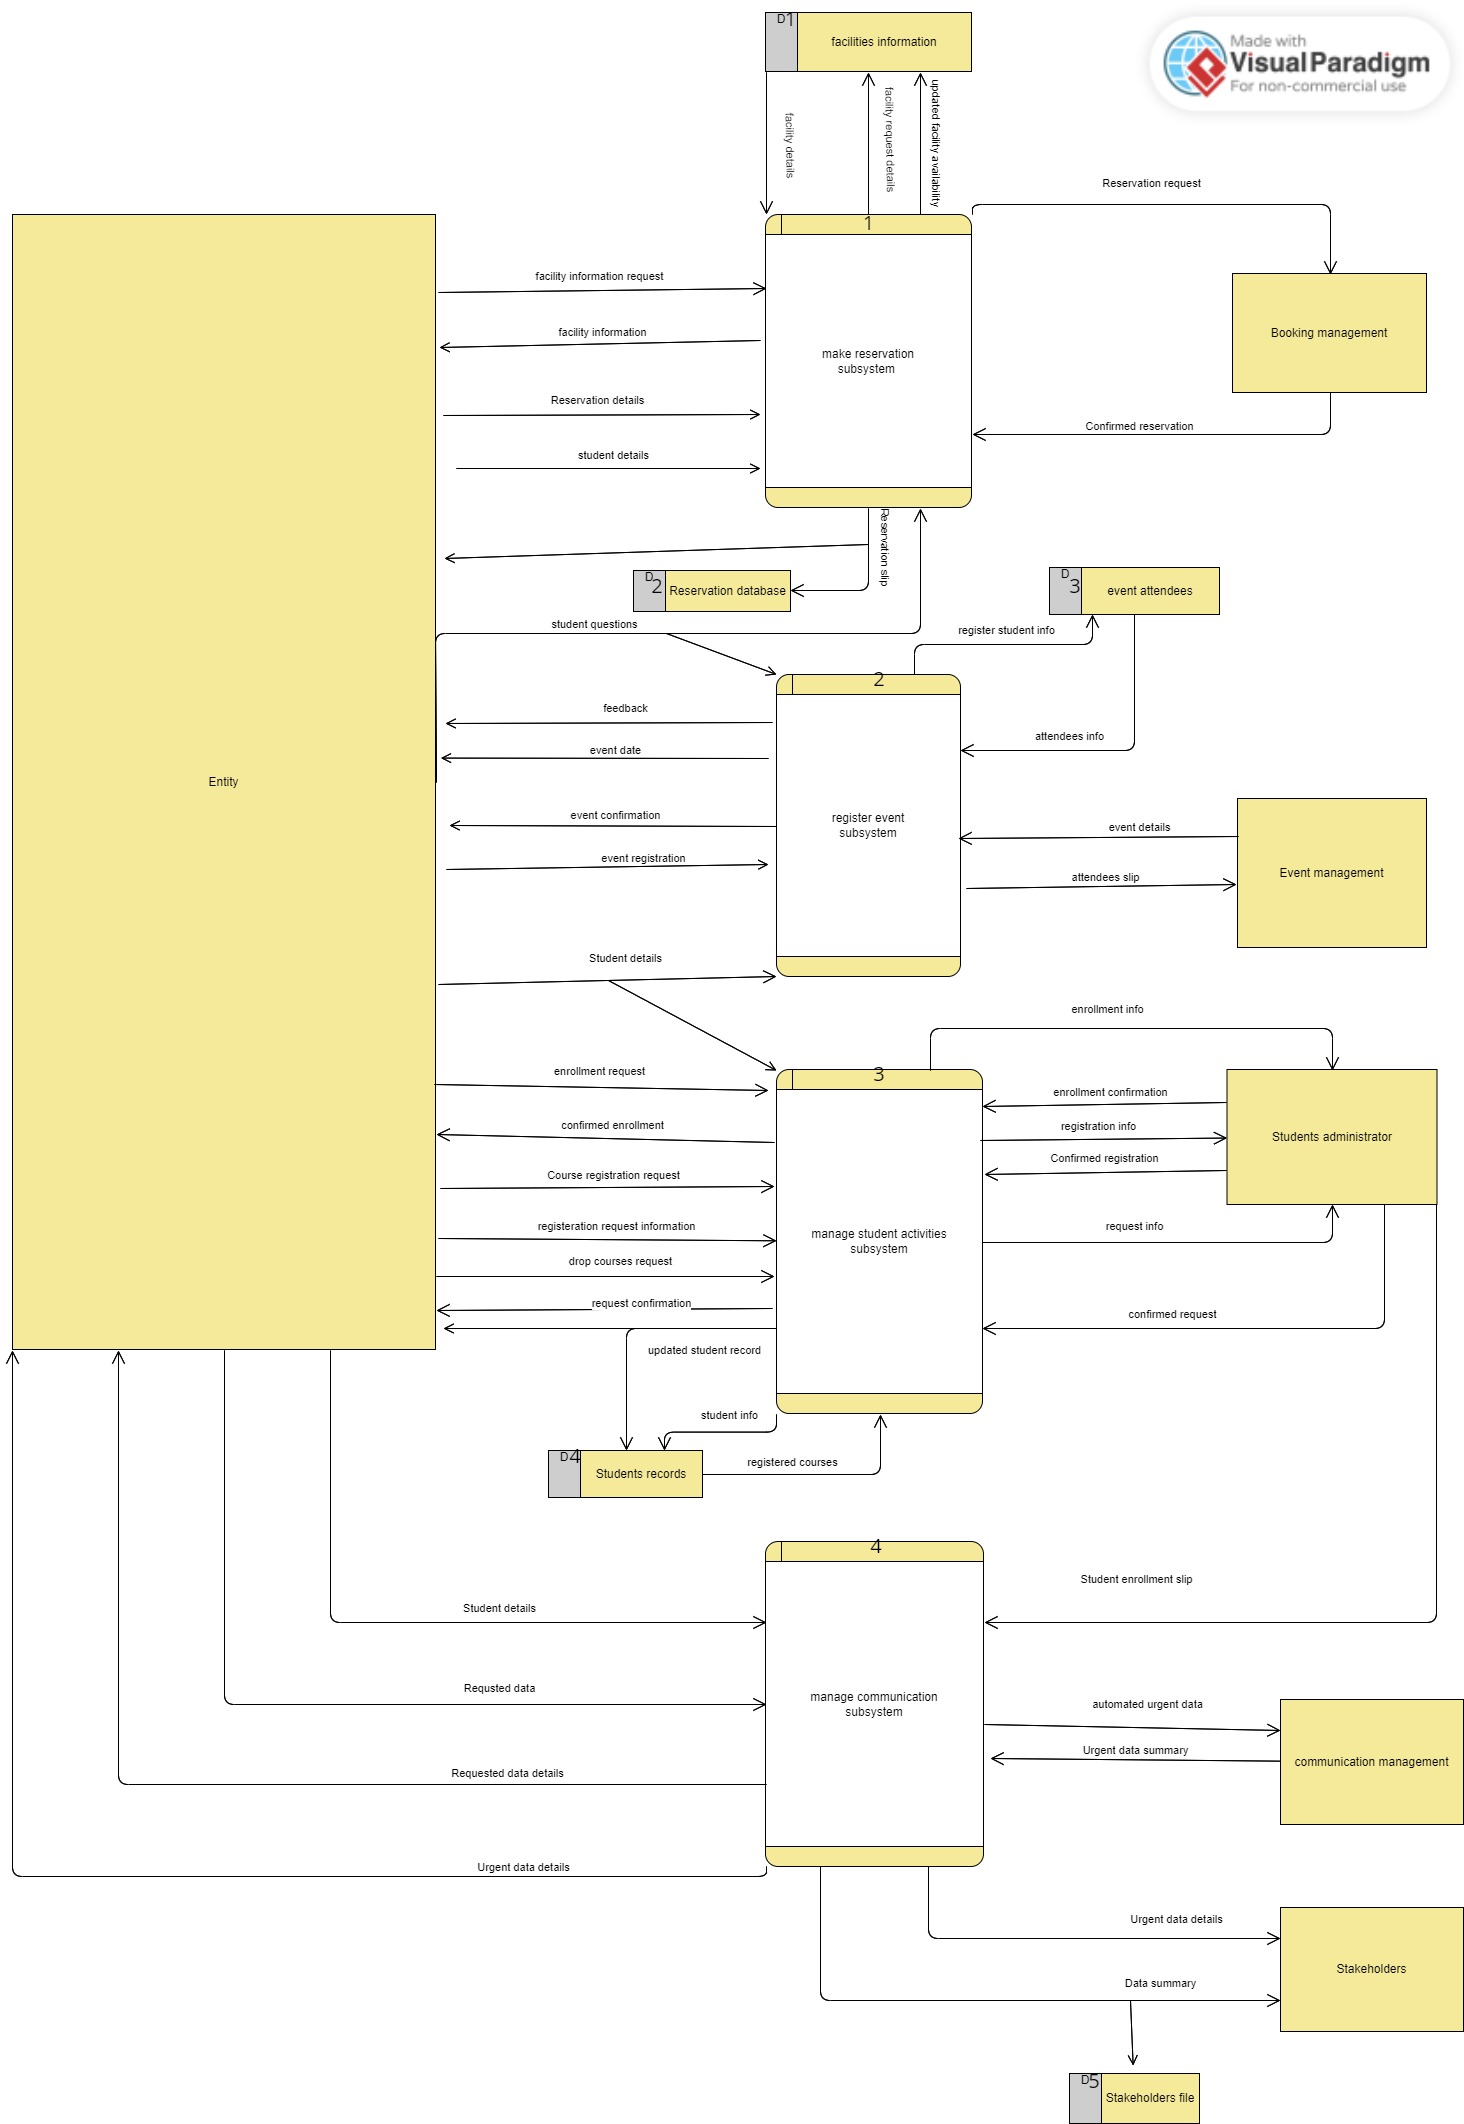 D1
facilities information
Made with
Visual Paradigm
For non-commercial use
facility details
facility request details
updated facility availability
Reservation request
1
facility information request
facility information
make reservation
subsystem
Booking management
Reservation details
Confirmed reservation
student details
Reservation slip
D2
Reservation database
D3
event attendees
student questions
register student info
2
feedback
event date
attendees info
Entity
event confirmation
register event
subsystem
event details
event registration
attendees slip
Event management
Student details
enrollment info
3
enrollment request
enrollment confirmation
confirmed enrollment
registration info
Students administrator
Confirmed registration
Course registration request
registeration request information
manage student activities
subsystem
request info
drop courses request
request confirmation
confirmed request
updated student record
student info
D4
Students records
registered courses
4
Student enrollment slip
Student details
Requsted data
manage communication
subsystem
automated urgent data
Urgent data summary
communication management
Requested data details
Urgent data details
Urgent data details
Stakeholders
Data summary
D5
Stakeholders file